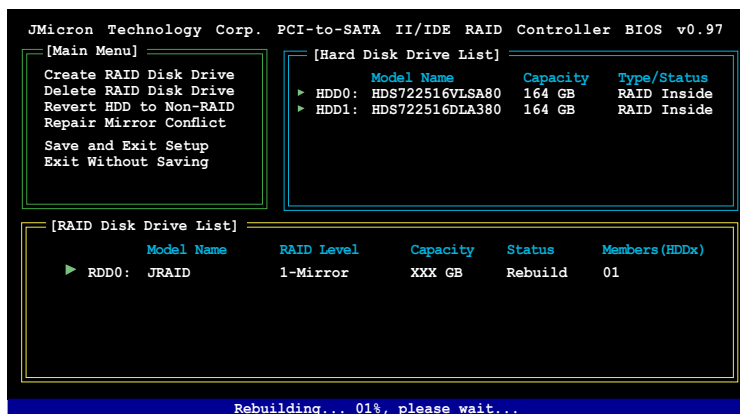 JMicron Technology Corp. PCI-to-SATA II/IDE RAID Controller BIOS v0.97
[Main Menu]
Create RAID Disk Drive
Delete RAID Disk Drive
Revert HDD to Non-RAID
Repair Mirror Conflict
Save and Exit Setup
Exit Without Saving
[Hard Disk Drive List]
Model Name Capacity Type/Status
HDD0: HDS722516VLSA80 164 GB RAID Inside
HDD1: HDS722516DLA380 164 GB RAID Inside
[RAID Disk Drive List]
Model Name RAID Level Capacity Status Members(HDDx)
RDD0: JRAID 1-Mirror XXX GB Rebuild 01
Rebuilding... 01%, please wait...